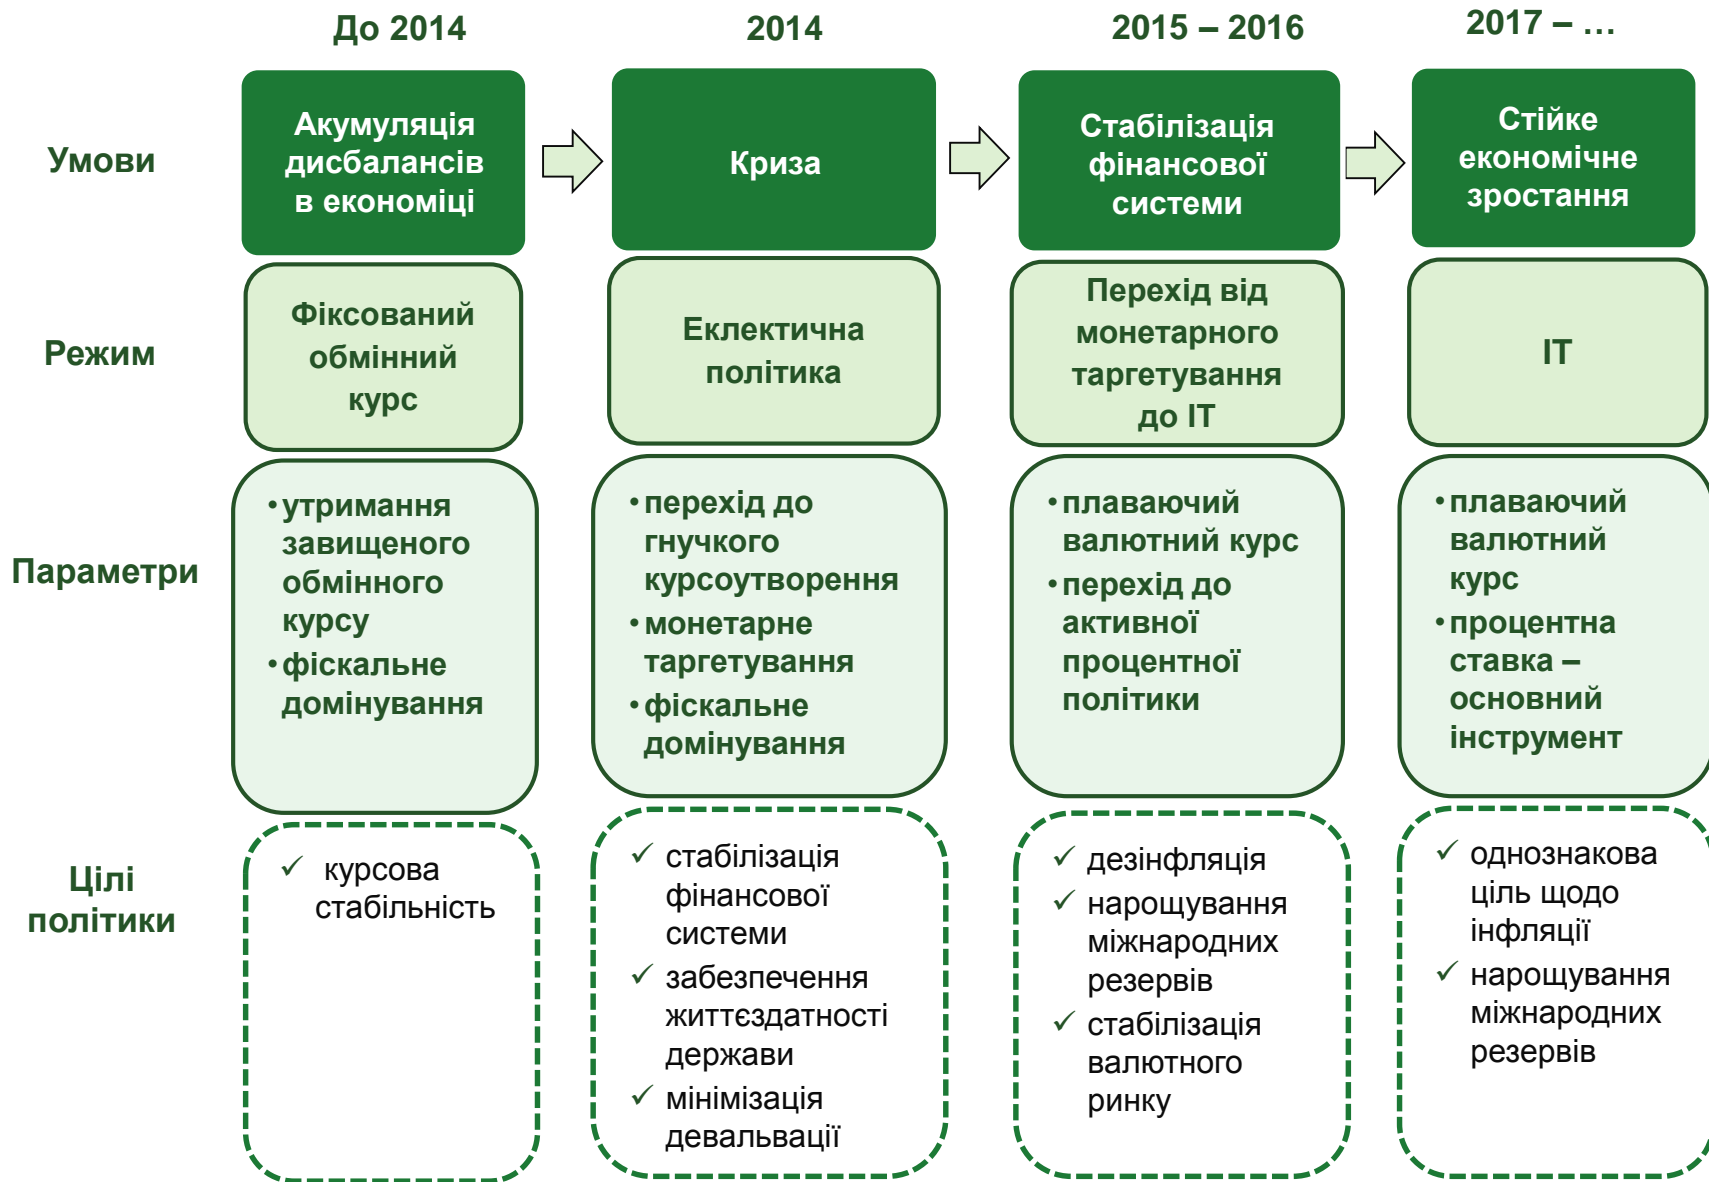 До 2014
2014
2015 – 2016
2017 – …
Умови
Акумуляція
дисбалансів
в економіці
Криза
Стабілізація
фінансової
системи
Стійке
економічне
зростання
Режим
Фіксований
обмінний
курс
Еклектична
політика
Перехід від
монетарного
таргетування
до ІТ
ІТ
Параметри
•утримання
завищеного
обмінного
курсу
•фіскальне
домінування
•перехід до
гнучкого
курсоутворення
•монетарне
таргетування
•фіскальне
домінування
•плаваючий
валютний курс
•перехід до
активної
процентної
політики
•плаваючий
валютний
курс
•процентна
ставка –
основний
інструмент
Цілі
політики
✓ курсова
стабільність
✓ стабілізація
фінансової
системи
✓ забезпечення
життєздатності
держави
✓ мінімізація
девальвації
✓ дезінфляція
✓ нарощування
міжнародних
резервів
✓ стабілізація
валютного
ринку
✓ однознакова
ціль щодо
інфляції
✓ нарощування
міжнародних
резервів